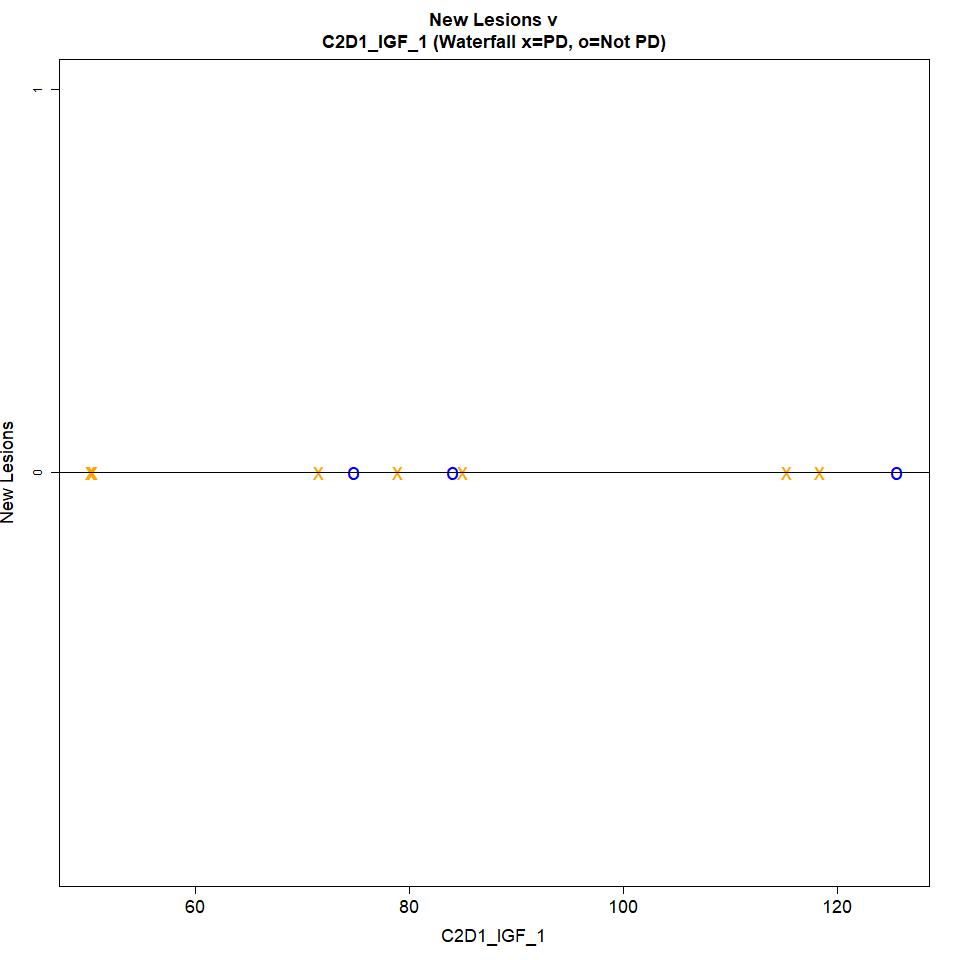 New Lesions v
C2D1_IGF_1 (Waterfall x=PD, o=Not PD)
1
New Lesions
0
x x o x o x x x o
60 80 100 120
C2D1_IGF_1